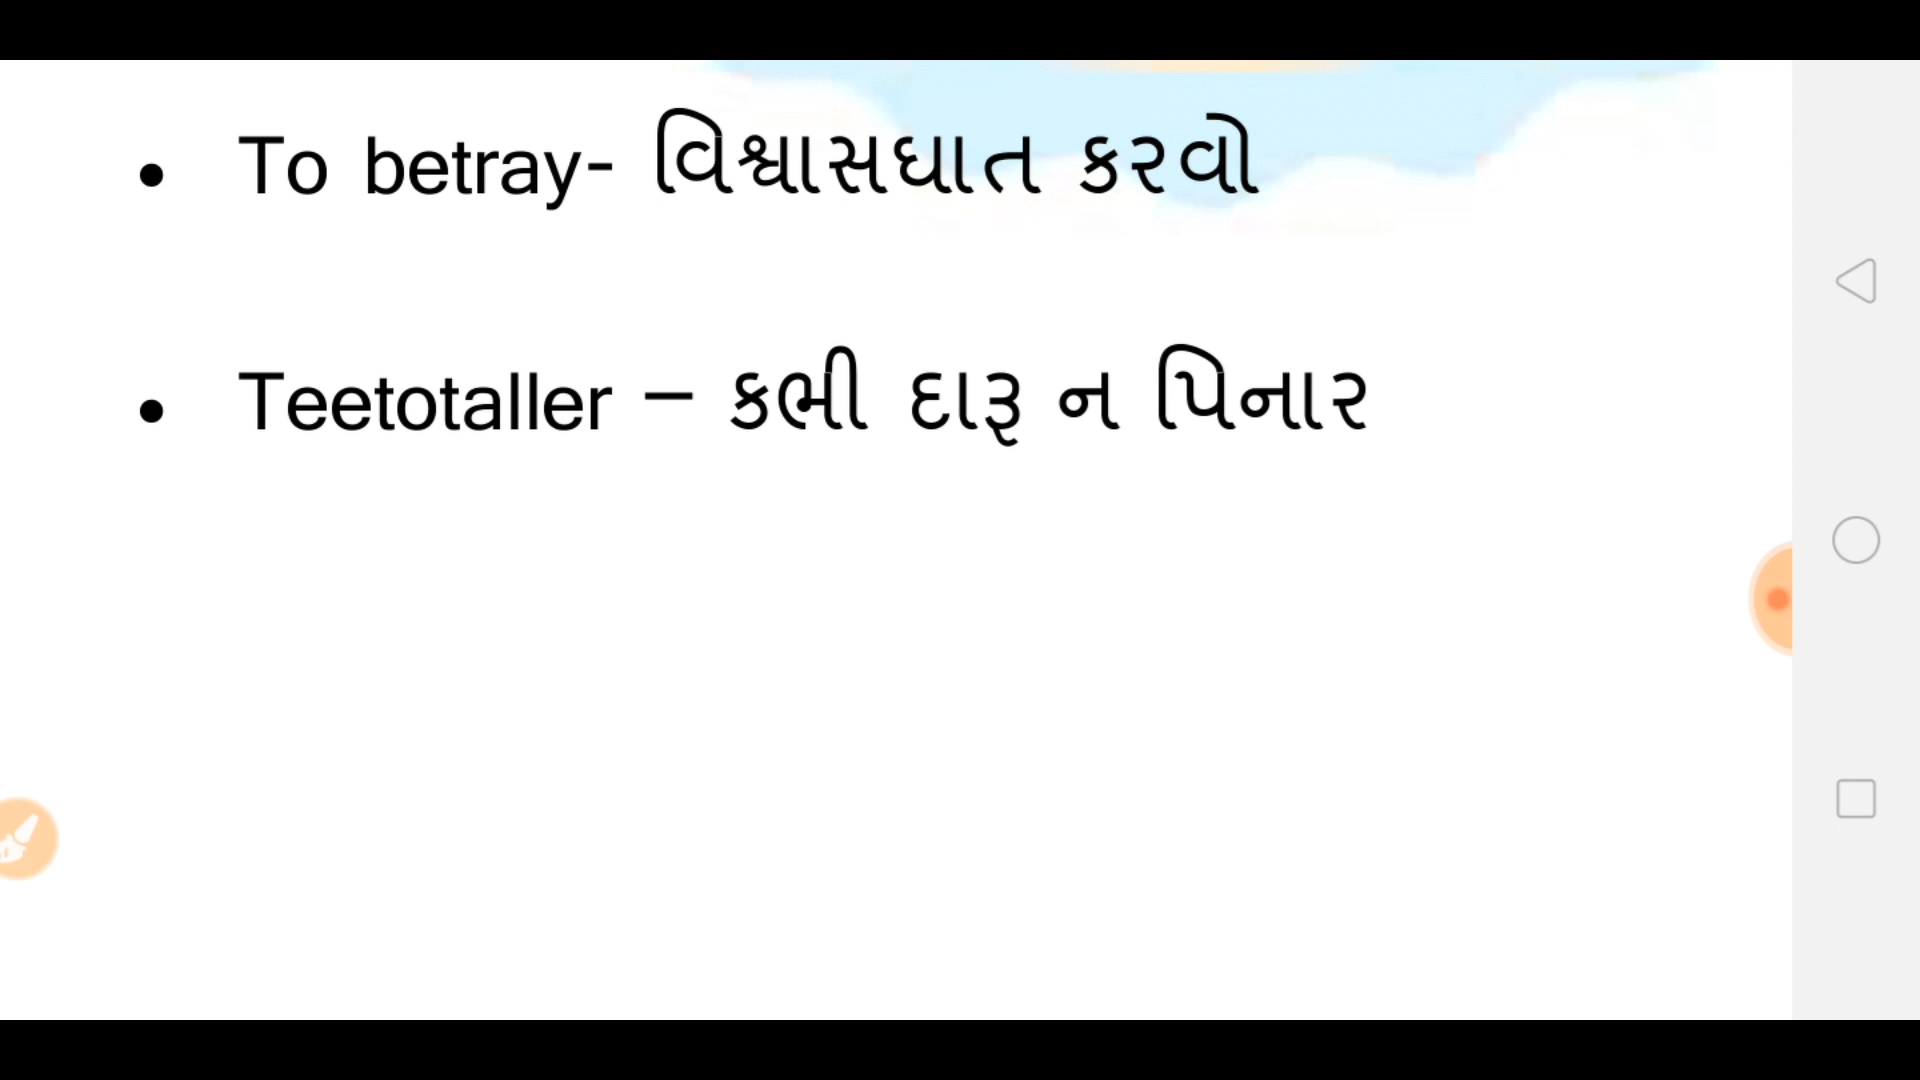 • To betray- વિશ્વાસઘાત કરવો
• Teetotaller – કભી દારૂ ન પિનાર